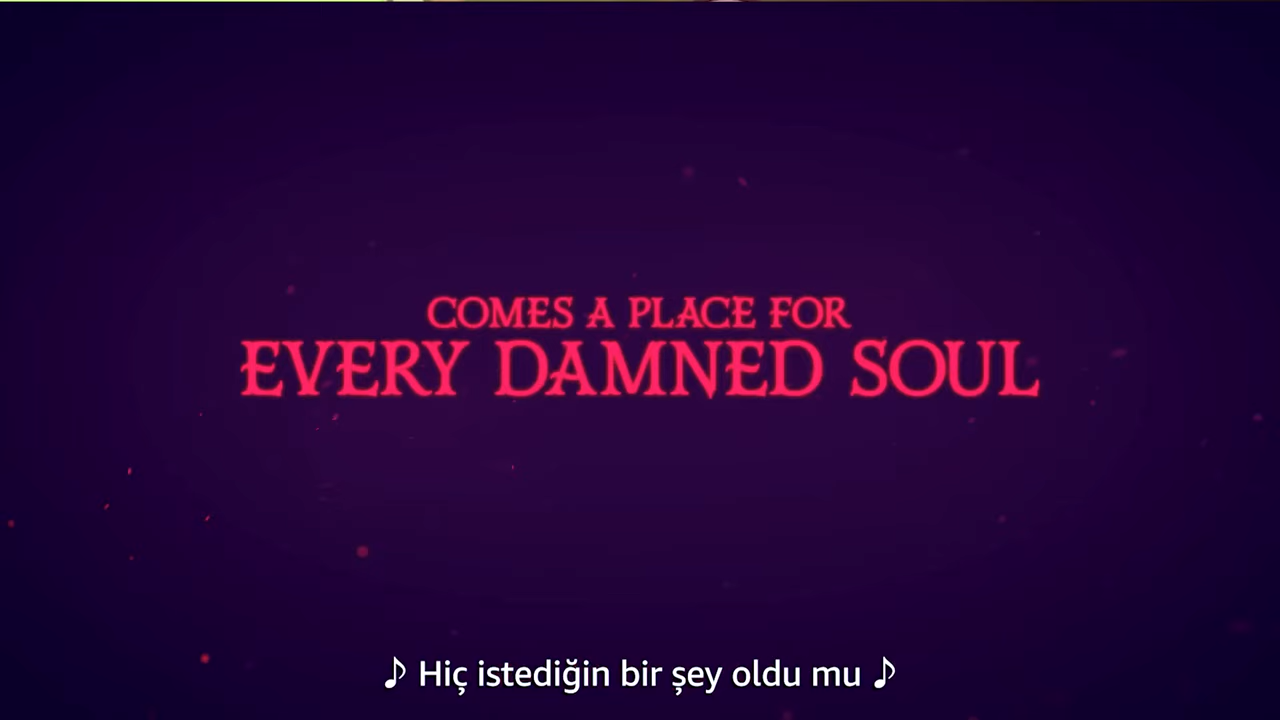 COMES A PLACE FOR
EVERY DAMNED SOUL
♪ Hiç istediğin bir şey oldu mu ♪